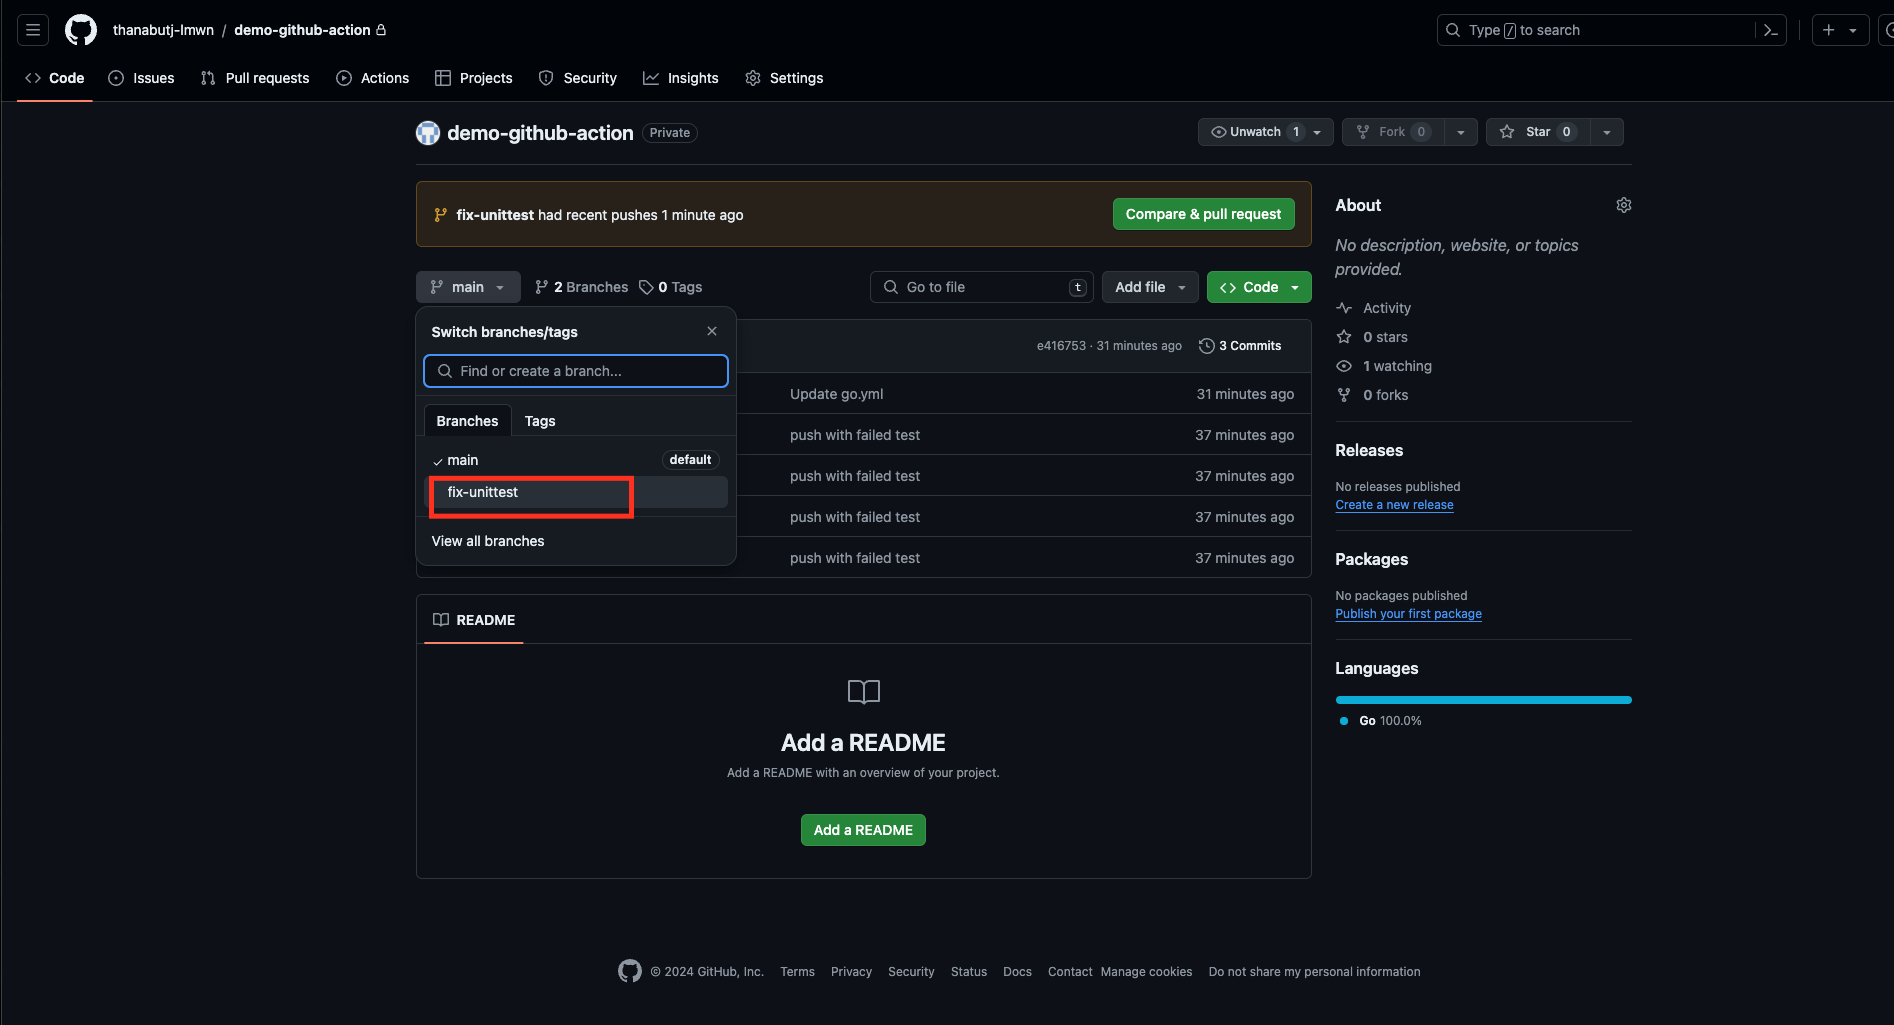 thanabutj-lmwn / demo-github-action
Type / to search
Code
Issues
Pull requests
Actions
Projects
Security
Insights
Settings
demo-github-action Private
Unwatch 1
Fork 0
Star 0
fix-unittest had recent pushes 1 minute ago
Compare & pull request
main
2 Branches
0 Tags
Go to file t
Add file
Code
Switch branches/tags
Find or create a branch...
Branches
Tags
main default
fix-unittest
View all branches
e416753 · 31 minutes ago
3 Commits
Update go.yml 31 minutes ago
push with failed test 37 minutes ago
push with failed test 37 minutes ago
push with failed test 37 minutes ago
push with failed test 37 minutes ago
README
Add a README
Add a README with an overview of your project.
Add a README
About
No description, website, or topics
provided.
Activity
0 stars
1 watching
0 forks
Releases
No releases published
Create a new release
Packages
No packages published
Publish your first package
Languages
Go 100.0%
© 2024 GitHub, Inc. Terms Privacy Security Status Docs Contact Manage cookies Do not share my personal information